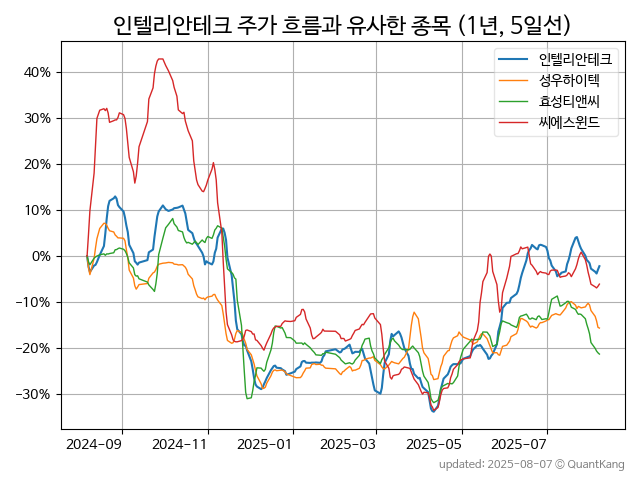 인텔리안테크 주가 흐름과 유사한 종목 (1년, 5일선)
인텔리안테크
성우하이텍
효성티앤씨
씨에스윈드
40%
30%
20%
10%
0%
−10%
−20%
−30%
2024-09 2024-11 2025-01 2025-03 2025-05 2025-07
updated: 2025-08-07 © QuantKang